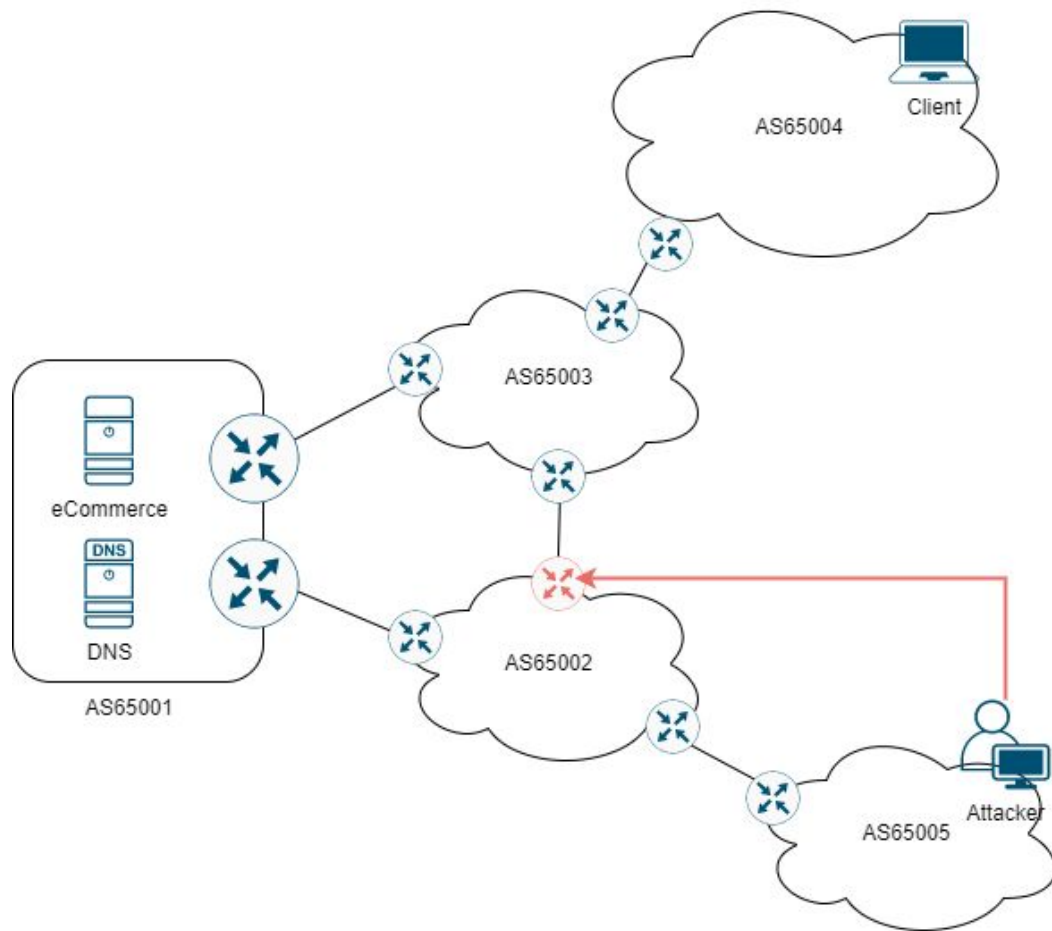 AS65004
Client
AS65003
eCommerce
DNS
DNS
AS65001
AS65002
AS65005
Attacker